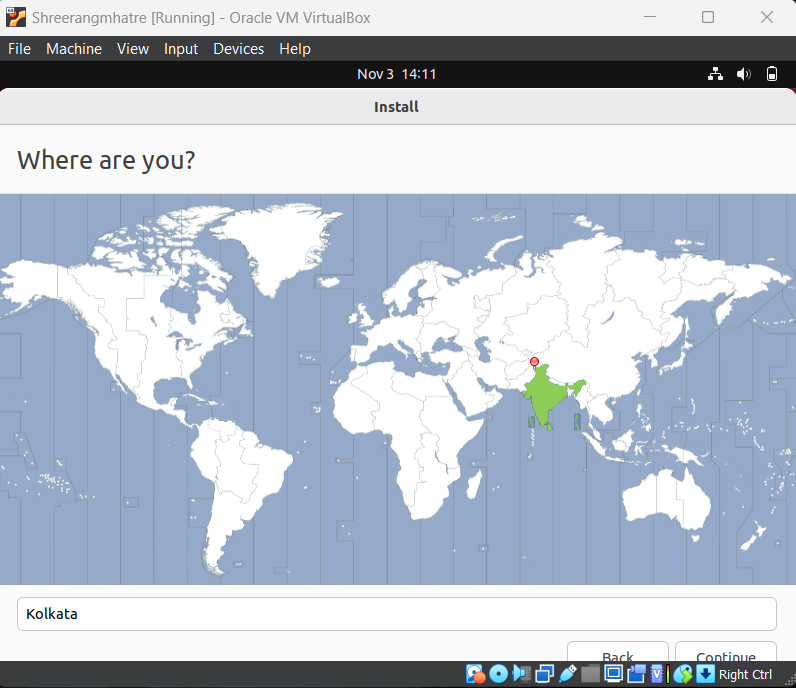 Shreerangmhatre [Running] - Oracle VM VirtualBox
File Machine View Input Devices Help
Nov 3 14:11
Install
Where are you?
Kolkata
Back Continue
Right Ctrl